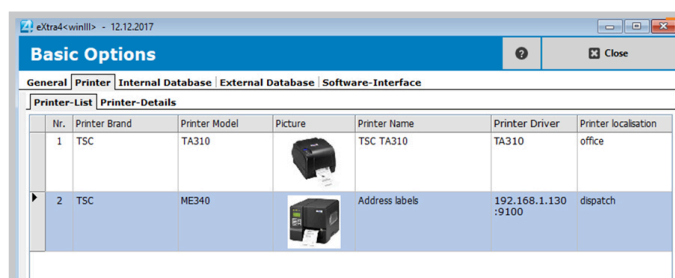 eXtra4<winIII> - 12.12.2017
Basic Options
Close
General Printer Internal Database External Database Software-Interface
Printer-List Printer-Details
Nr. Printer Brand Printer Model Picture Printer Name Printer Driver Printer localisation
1 TSC TA310 TSC TA310 TA310 office
2 TSC ME340 Address labels 192.168.1.130 dispatch
:9100